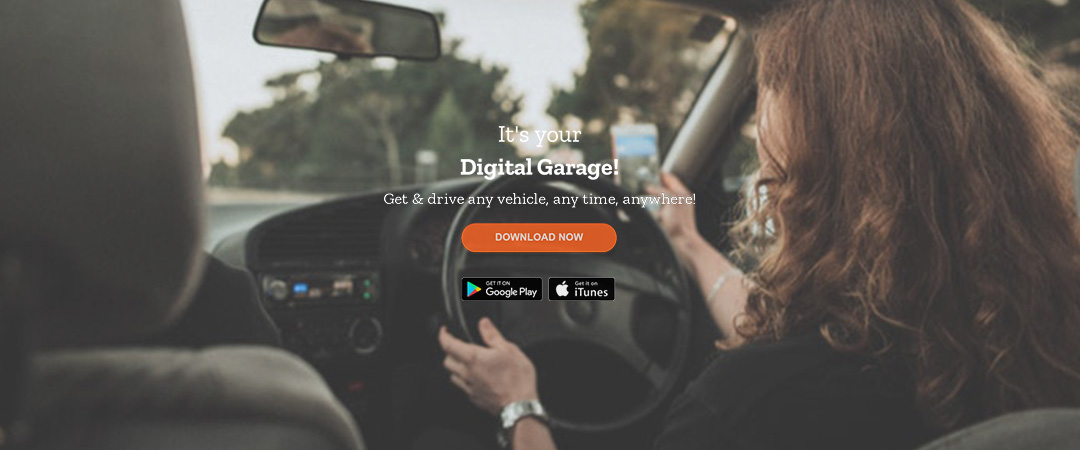 It's your
Digital Garage!
Get & drive any vehicle, any time, anywhere!
DOWNLOAD NOW
GET IT ON
Google Play
Get it on
iTunes